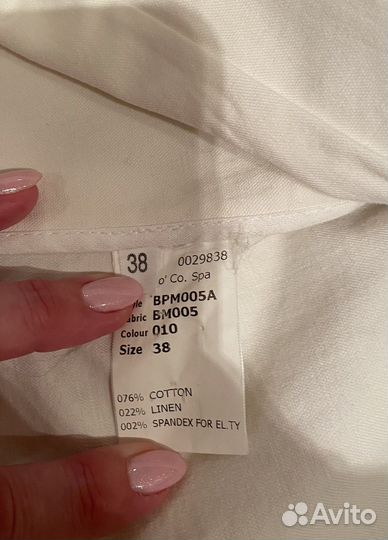 38 0029838
o' Co. Spa
BPM005A
abric BM005
Colour 010
Size 38
076% COTTON
022% LINEN
002% SPANDEX FOR EL.TY
Avito